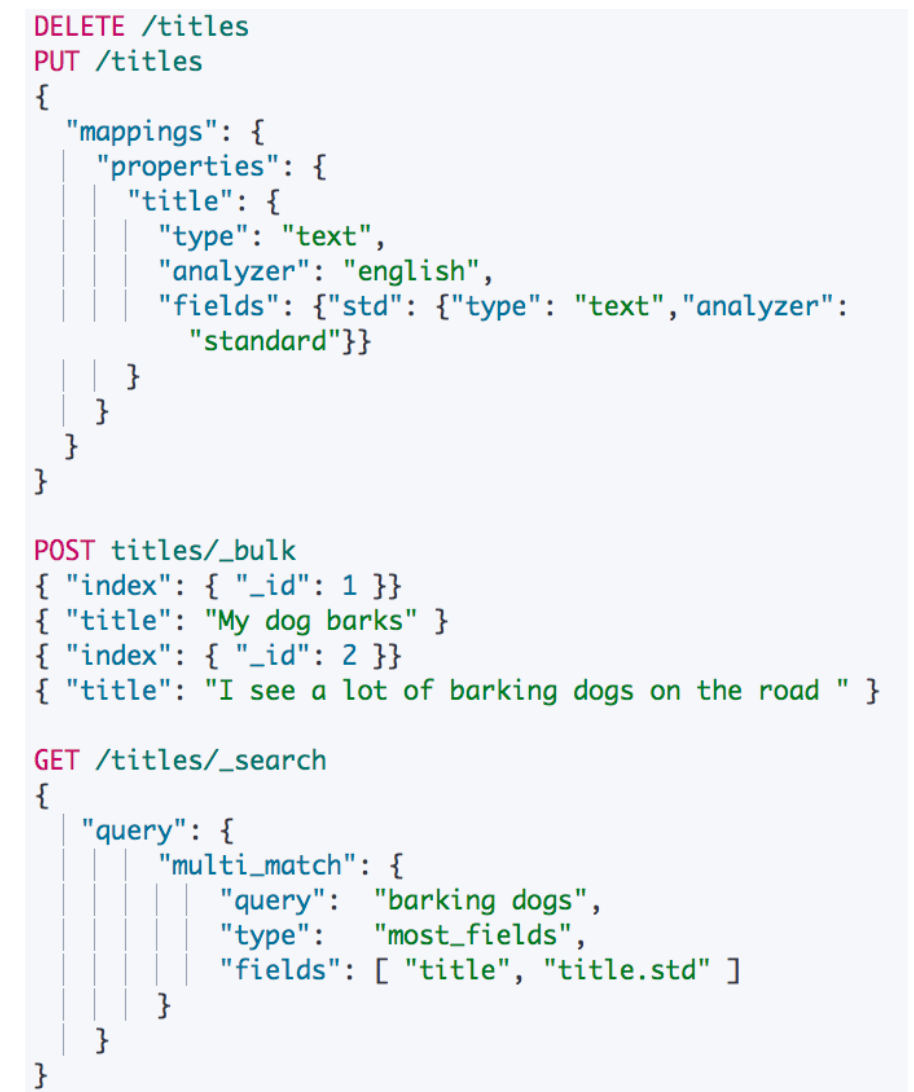 DELETE /titles
PUT /titles
{
  "mappings": {
    "properties": {
      "title": {
        "type": "text",
        "analyzer": "english",
        "fields": {"std": {"type": "text","analyzer":
          "standard"}}
      }
    }
  }
}

POST titles/_bulk
{ "index": { "_id": 1 }}
{ "title": "My dog barks" }
{ "index": { "_id": 2 }}
{ "title": "I see a lot of barking dogs on the road " }

GET /titles/_search
{
   "query": {
        "multi_match": {
            "query":  "barking dogs",
            "type":   "most_fields",
            "fields": [ "title", "title.std" ]
        }
    }
}